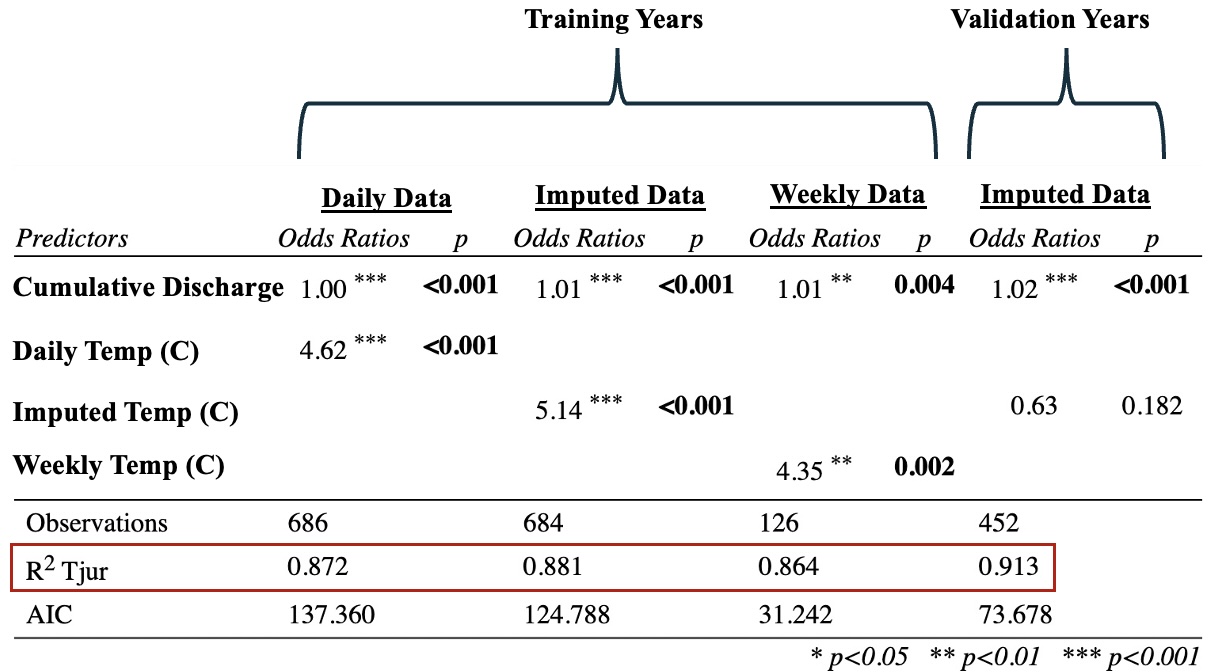 Training Years Validation Years
Daily Data Imputed Data Weekly Data Imputed Data
Predictors Odds Ratios p Odds Ratios p Odds Ratios p Odds Ratios p
Cumulative Discharge 1.00 *** <0.001 1.01 *** <0.001 1.01 ** 0.004 1.02 *** <0.001
Daily Temp (C) 4.62 *** <0.001
Imputed Temp (C) 5.14 *** <0.001 0.63 0.182
Weekly Temp (C) 4.35 ** 0.002
Observations 686 684 126 452
R² Tjur 0.872 0.881 0.864 0.913
AIC 137.360 124.788 31.242 73.678
* p<0.05 ** p<0.01 *** p<0.001